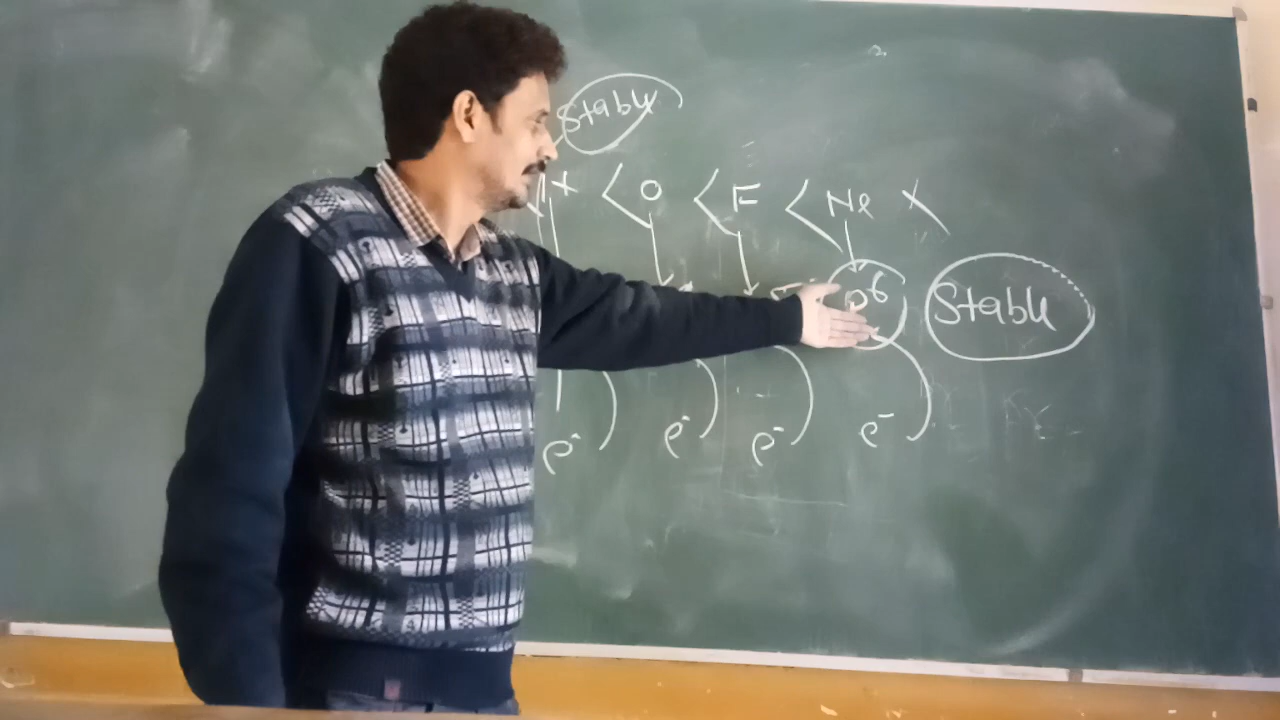 Stable
< O < F < Ne
p6
Stable
e- e- e- e-